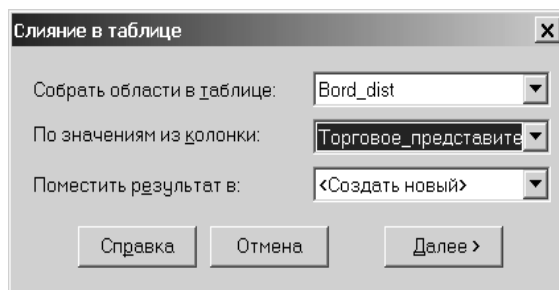 Слияние в таблице
Собрать области в таблице: Bord_dist
По значениям из колонки: Торговое_представите
Поместить результат в: <Создать новый>
Справка Отмена Далее >